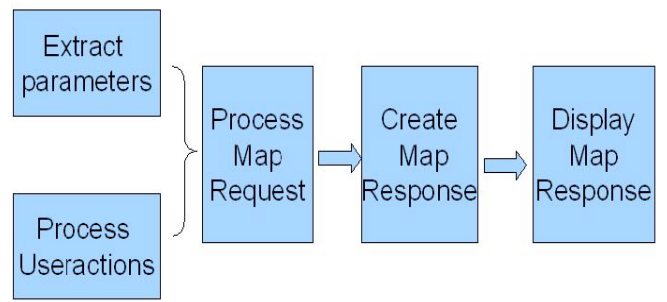 Extract
parameters
Process
Useractions
Process
Map
Request
Create
Map
Response
Display
Map
Response